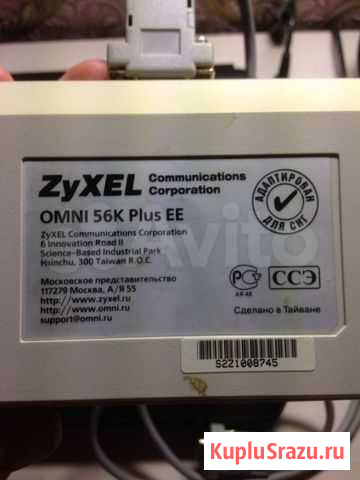 ZyXEL Communications Corporation
АДАПТИРОВАН ДЛЯ СНГ
OMNI 56K Plus EE
ZyXEL Communications Corporation
6 Innovation Road II
Science-Based Industrial Park
Hsinchu, 300 Taiwan R.O.C.
Avito
Московское представительство
117279 Москва, А/Я 55
http://www.zyxel.ru
http://www.omni.ru
support@omni.ru
ССЭ
Сделано в Тайване
S2Z1008745
KupluSrazu.ru
КуплюСразу.ru